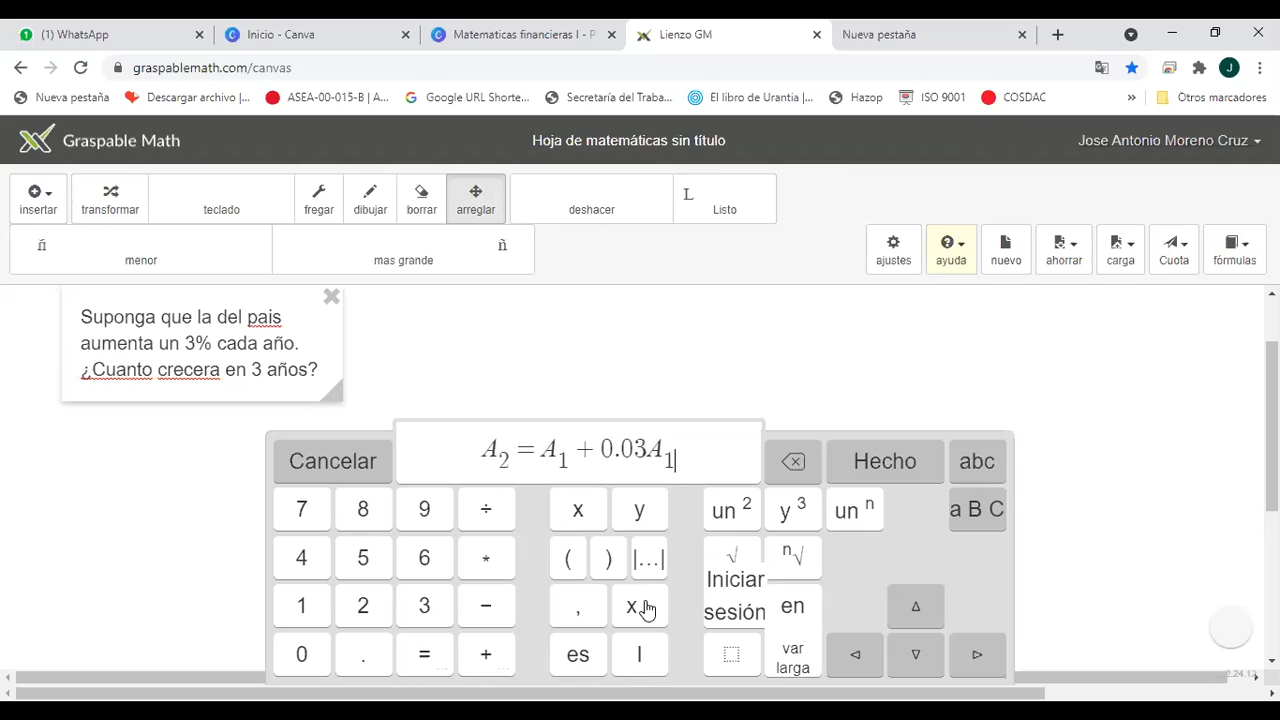 (1) WhatsApp
Inicio - Canva
Matematicas financieras I - P
Lienzo GM
Nueva pestaña
graspablemath.com/canvas
J
Nueva pestaña
Descargar archivo |...
ASEA-00-015-B | A...
Google URL Shorte...
Secretaría del Traba...
El libro de Urantia |...
Hazop
ISO 9001
COSDAC
»
Otros marcadores
Graspable Math
Hoja de matemáticas sin título
Jose Antonio Moreno Cruz
insertar
transformar
teclado
fregar
dibujar
borrar
arreglar
deshacer
L
Listo
ń
menor
ǹ
mas grande
ajustes
ayuda
nuevo
ahorrar
carga
Cuota
fórmulas
Suponga que la del pais
aumenta un 3% cada año.
¿Cuanto crecera en 3 años?
Cancelar
A₂ = A₁ + 0.03A₁
Hecho
abc
7 8 9 ÷ x y un ² y ³ un ⁿ a B C
4 5 6 * ( ) |...| √ ⁿ√
Iniciar
sesión
1 2 3 − , x en
0 . = + es I
var
larga
2.24.12